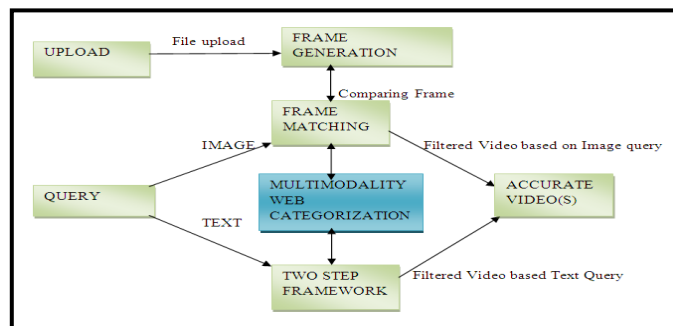 UPLOAD
File upload
FRAME
GENERATION
Comparing Frame
FRAME
MATCHING
IMAGE
Filtered Video based on Image query
QUERY
MULTIMODALITY
WEB
CATEGORIZATION
ACCURATE
VIDEO(S)
TEXT
TWO STEP
FRAMEWORK
Filtered Video based Text Query